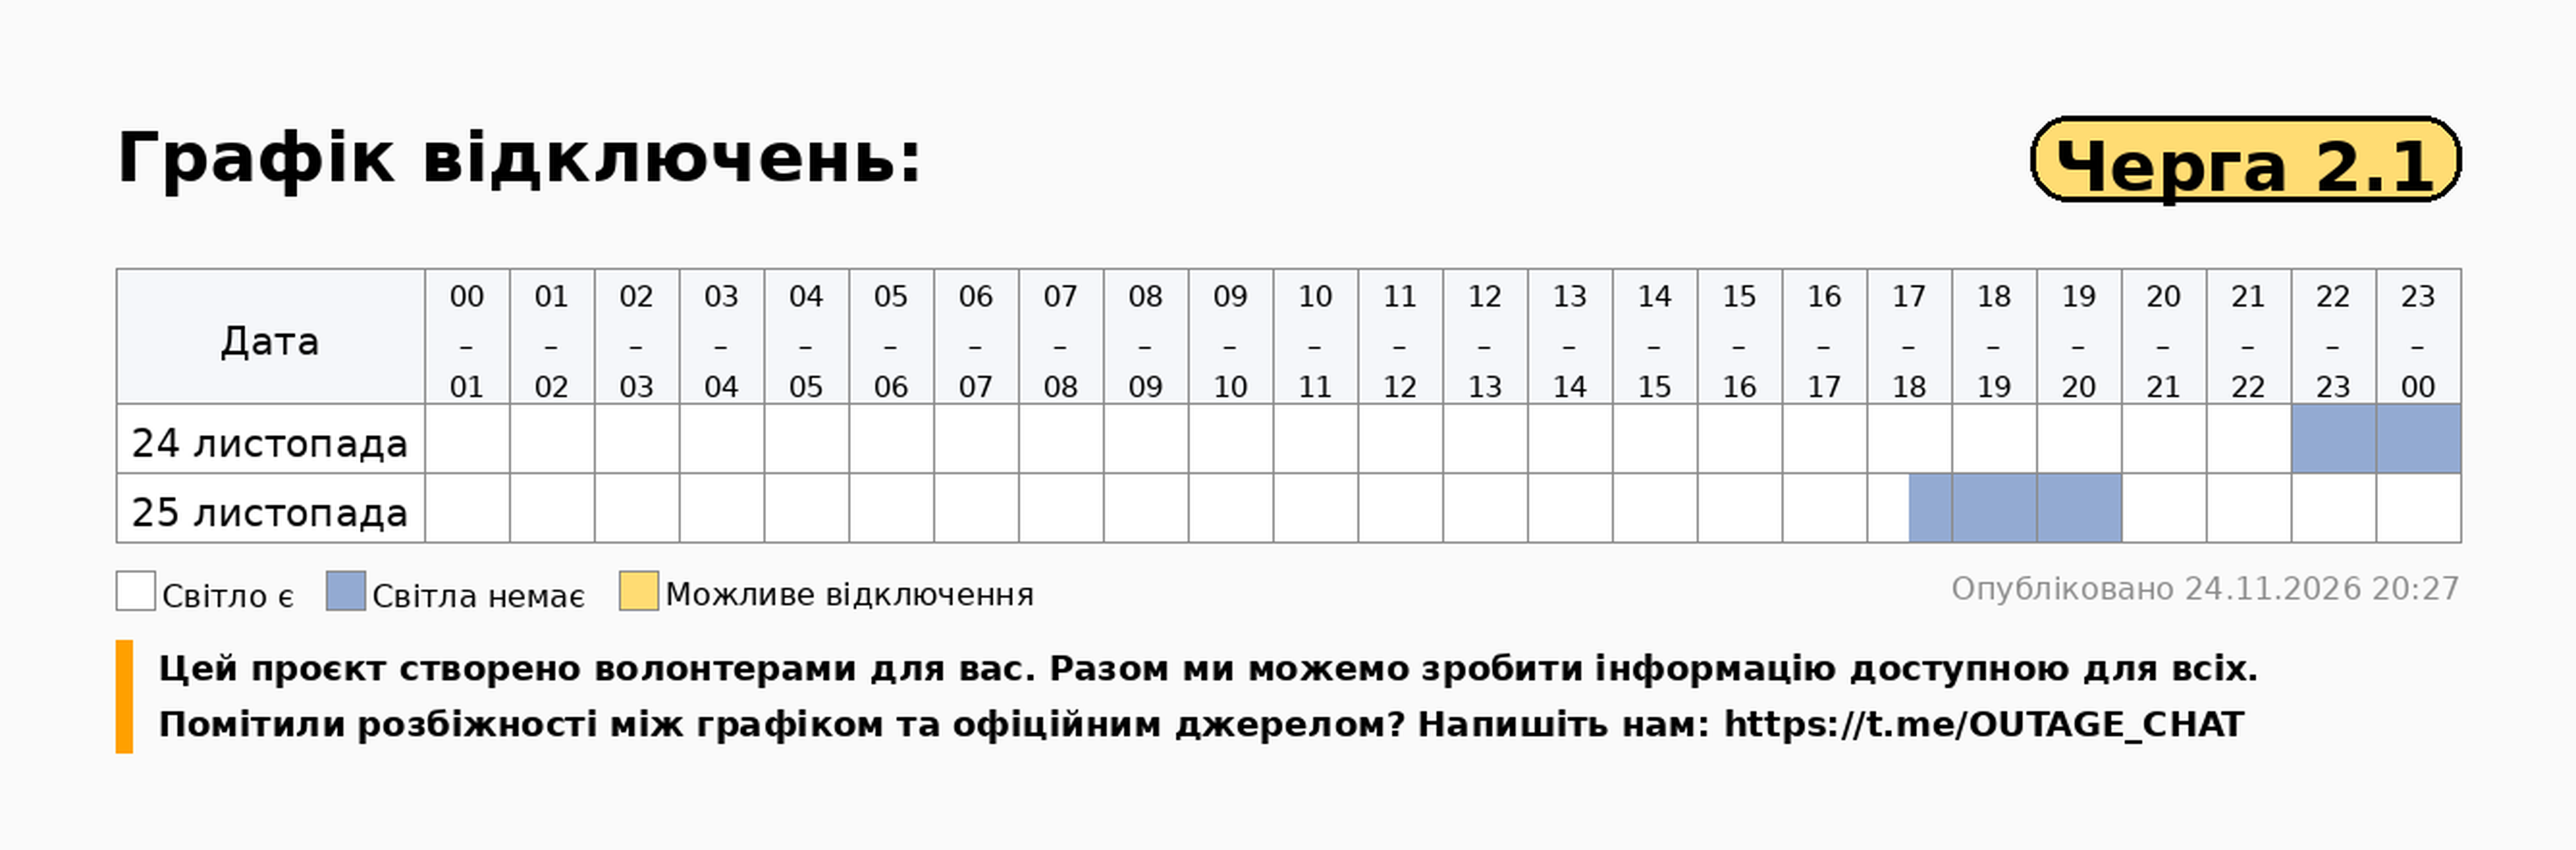 Графік відключень:
Черга 2.1
Дата 00 – 01 01 – 02 02 – 03 03 – 04 04 – 05 05 – 06 06 – 07 07 – 08 08 – 09 09 – 10 10 – 11 11 – 12 12 – 13 13 – 14 14 – 15 15 – 16 16 – 17 17 – 18 18 – 19 19 – 20 20 – 21 21 – 22 22 – 23 23 – 00
24 листопада
25 листопада
Світло є Світла немає Можливе відключення
Опубліковано 24.11.2026 20:27
Цей проєкт створено волонтерами для вас. Разом ми можемо зробити інформацію доступною для всіх.
Помітили розбіжності між графіком та офіційним джерелом? Напишіть нам: https://t.me/OUTAGE_CHAT